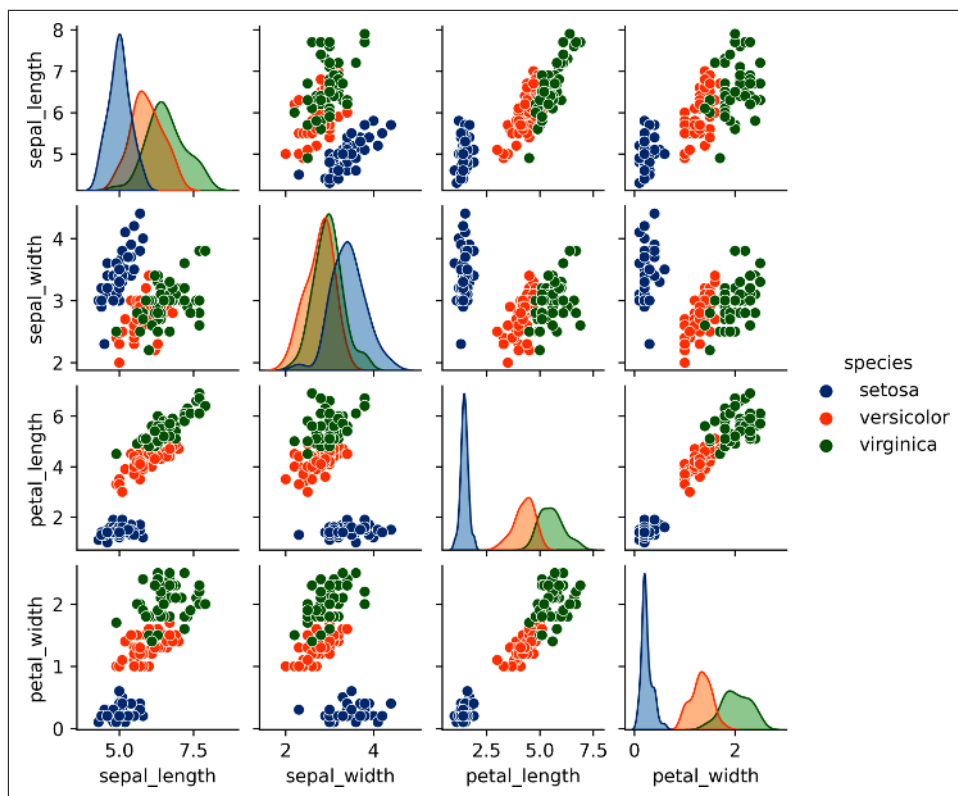 8
7
6
5
sepal_length
4
3
2
sepal_width
6
4
2
petal_length
2
1
0
petal_width
5.0 7.5
2 4
2.5 5.0 7.5
0 2
sepal_length sepal_width petal_length petal_width
species
setosa
versicolor
virginica